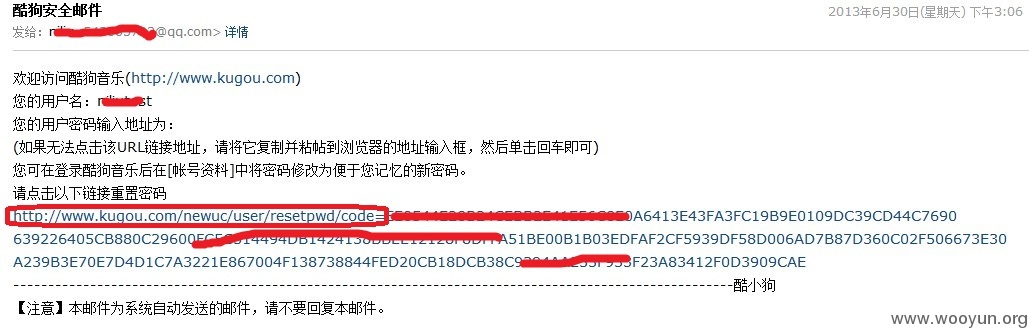 酷狗安全邮件
2013年6月30日(星期天) 下午3:06
发给: @qq.com> 详情
欢迎访问酷狗音乐(http://www.kugou.com)
您的用户名:
您的用户密码输入地址为:
(如果无法点击该URL链接地址,请将它复制并粘帖到浏览器的地址输入框,然后单击回车即可)
您可在登录酷狗音乐后在[帐号资料]中将密码修改为便于您记忆的新密码。
请点击以下链接重置密码
http://www.kugou.com/newuc/user/resetpwd/code= 0A6413E43FA3FC19B9E0109DC39CD44C7690
639226405CB880C29600 A51BE00B1B03EDFAF2CF5939DF58D006AD7B87D360C02F506673E30
A239B3E70E7D4D1C7A3221E867004F138738844FED20CB18DCB38C9 F23A83412F0D3909CAE
------------------------------------------------------------酷小狗
【注意】本邮件为系统自动发送的邮件,请不要回复本邮件。
www.wooyun.org